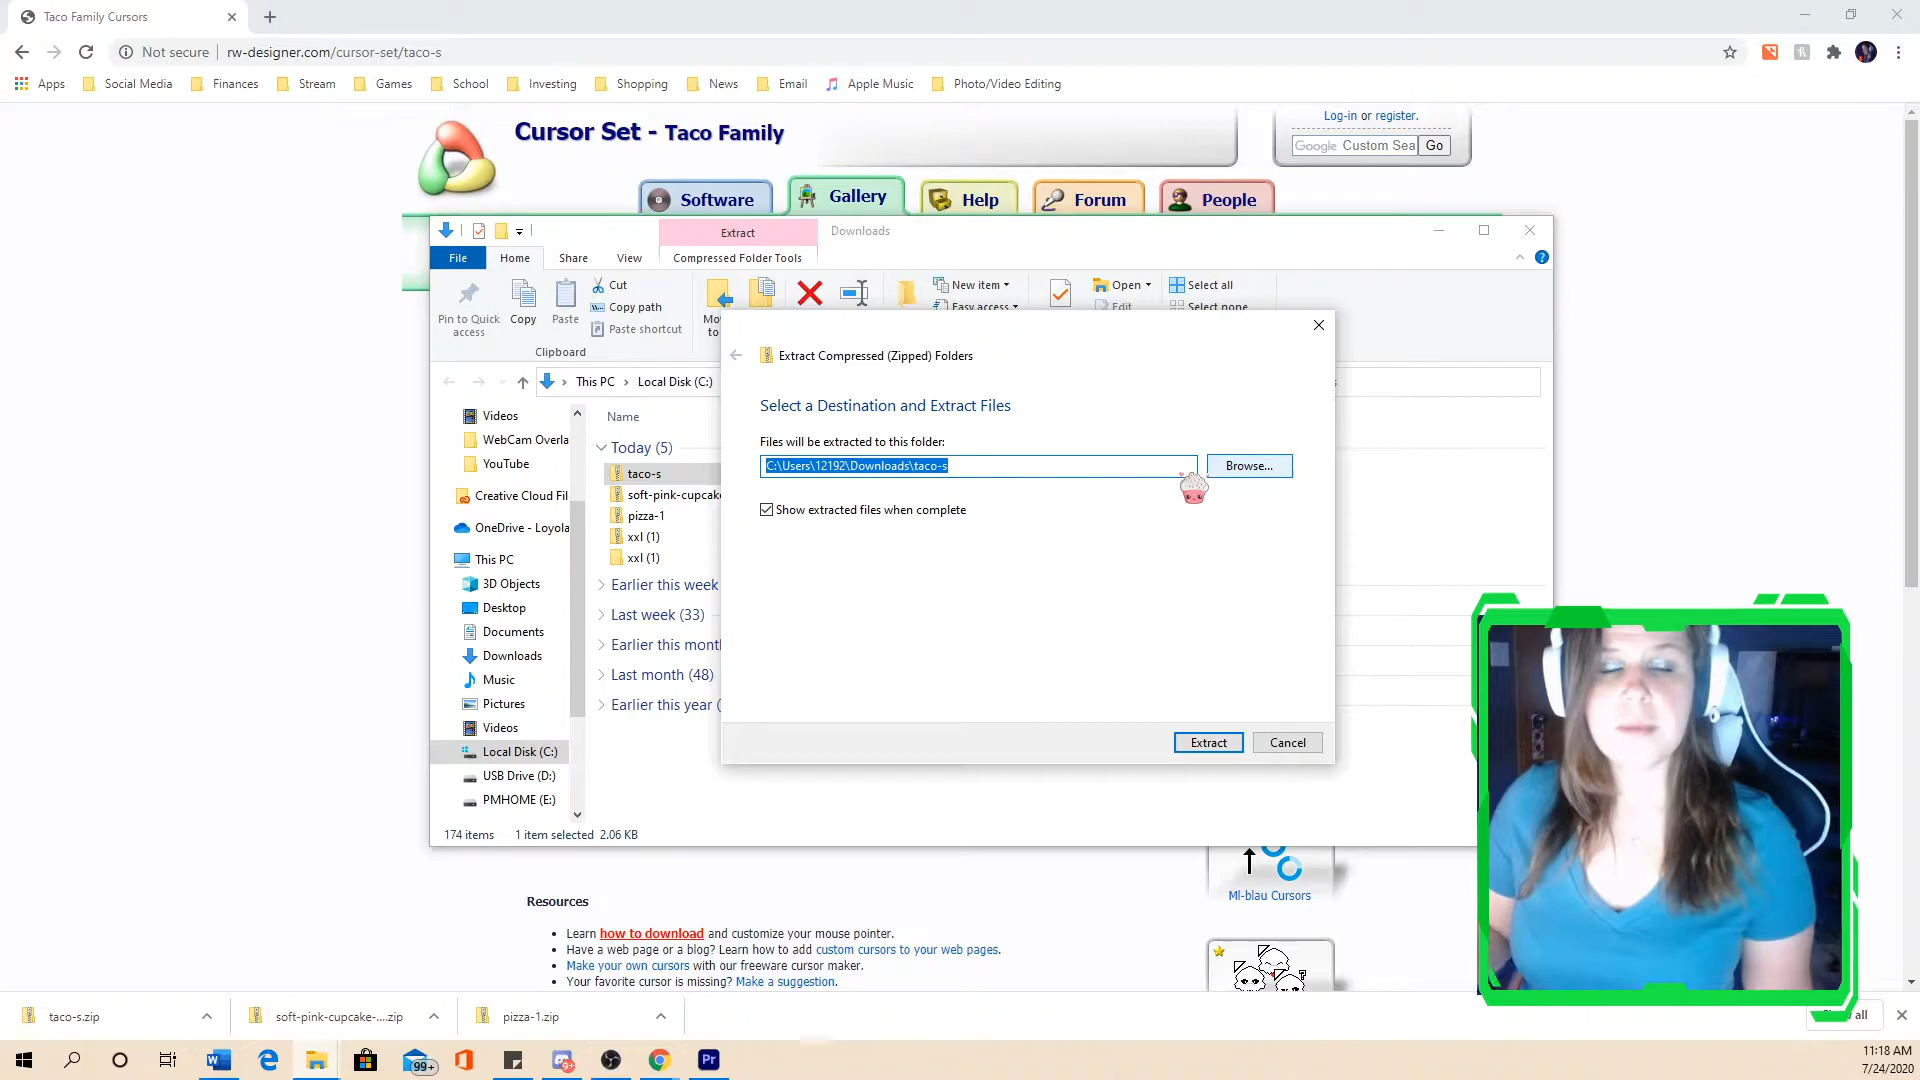 Taco Family Cursors
Not secure
rw-designer.com/cursor-set/taco-s
Apps
Social Media
Finances
Stream
Games
School
Investing
Shopping
News
Email
Apple Music
Photo/Video Editing
Cursor Set - Taco Family
Log-in or register.
Google Custom Sea
Go
Software
Gallery
Help
Forum
People
Extract
Downloads
File
Home
Share
View
Compressed Folder Tools
Pin to Quick access
Copy
Paste
Cut
Copy path
Paste shortcut
Clipboard
Mov
to
New item
Easy access
Open
Edit
Select all
Select none
This PC
Local Disk (C:)
Videos
WebCam Overla
YouTube
Creative Cloud Fil
OneDrive - Loyola
This PC
3D Objects
Desktop
Documents
Downloads
Music
Pictures
Videos
Local Disk (C:)
USB Drive (D:)
PMHOME (E:)
Name
Today (5)
taco-s
soft-pink-cupcake
pizza-1
xxl (1)
xxl (1)
Earlier this week
Last week (33)
Earlier this month
Last month (48)
Earlier this year (
174 items
1 item selected 2.06 KB
Extract Compressed (Zipped) Folders
Select a Destination and Extract Files
Files will be extracted to this folder:
C:\Users\12192\Downloads\taco-s
Browse...
Show extracted files when complete
Extract
Cancel
Ml-blau Cursors
Resources
Learn how to download and customize your mouse pointer.
Have a web page or a blog? Learn how to add custom cursors to your web pages.
Make your own cursors with our freeware cursor maker.
Your favorite cursor is missing? Make a suggestion.
taco-s.zip
soft-pink-cupcake-....zip
pizza-1.zip
all
99+
9+
Pr
11:18 AM
7/24/2020